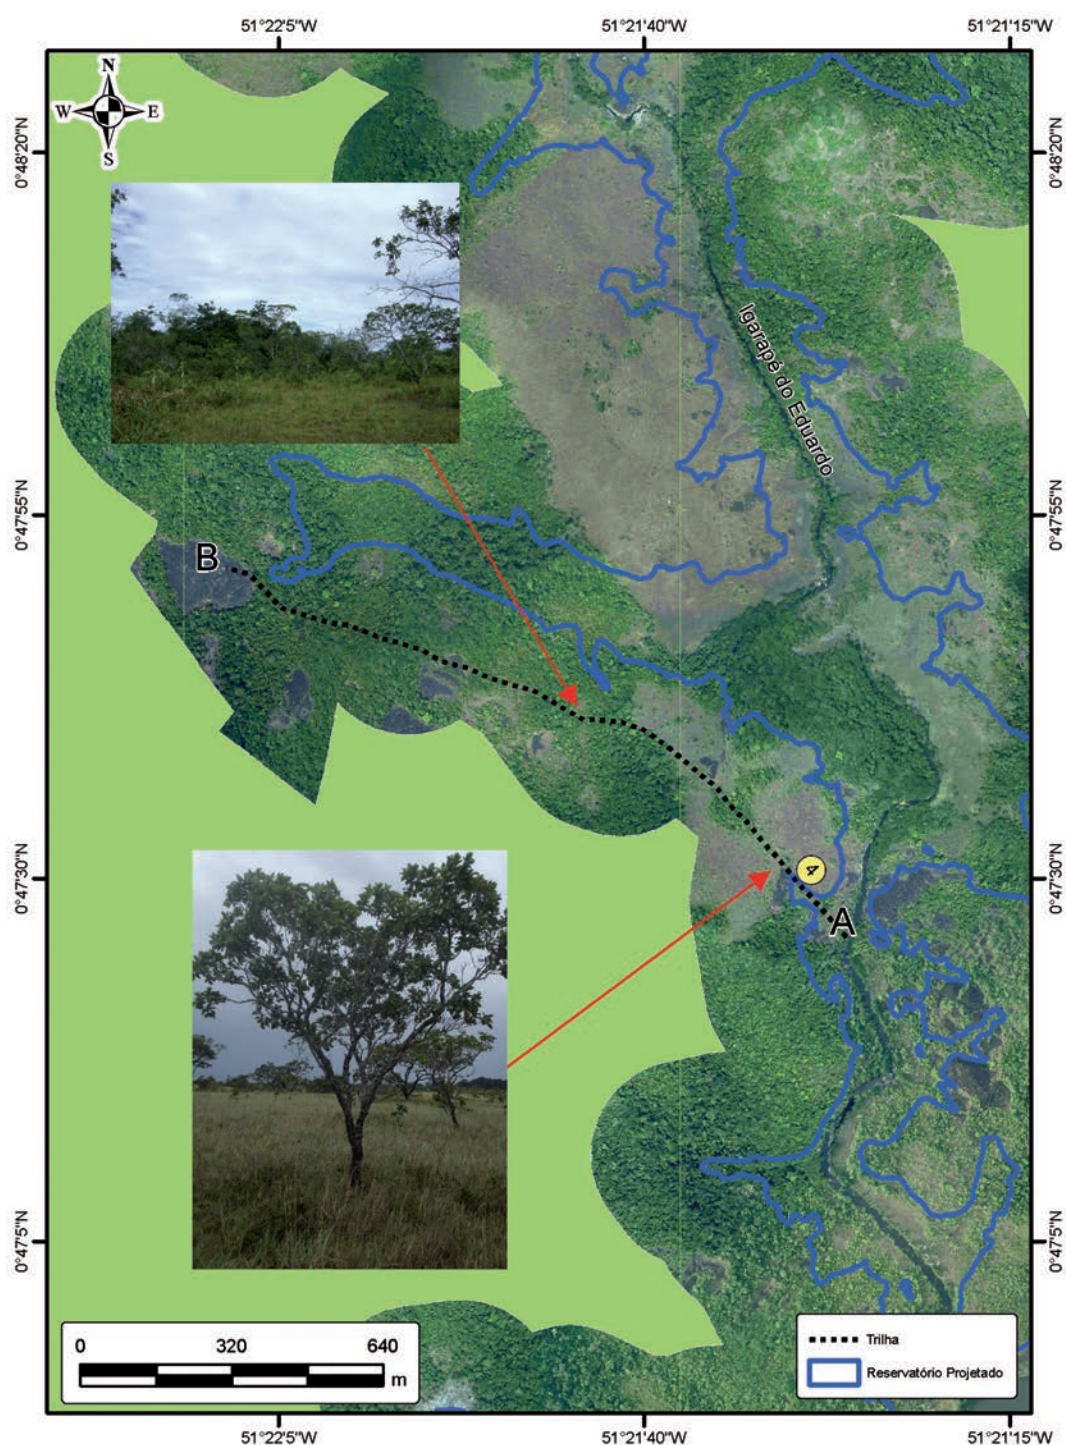 51°22'5"W
51°21'40"W
51°21'15"W
N
W
E
S
0°48'20"N
0°48'20"N
Igarapé do Eduardo
0°47'55"N
0°47'55"N
B
4
0°47'30"N
0°47'30"N
A
0°47'5"N
0°47'5"N
0
320
640
m
Trilha
Reservatório Projetado
51°22'5"W
51°21'40"W
51°21'15"W